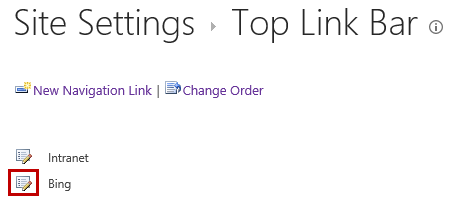 Site Settings ▸ Top Link Bar
New Navigation Link | Change Order
Intranet
Bing